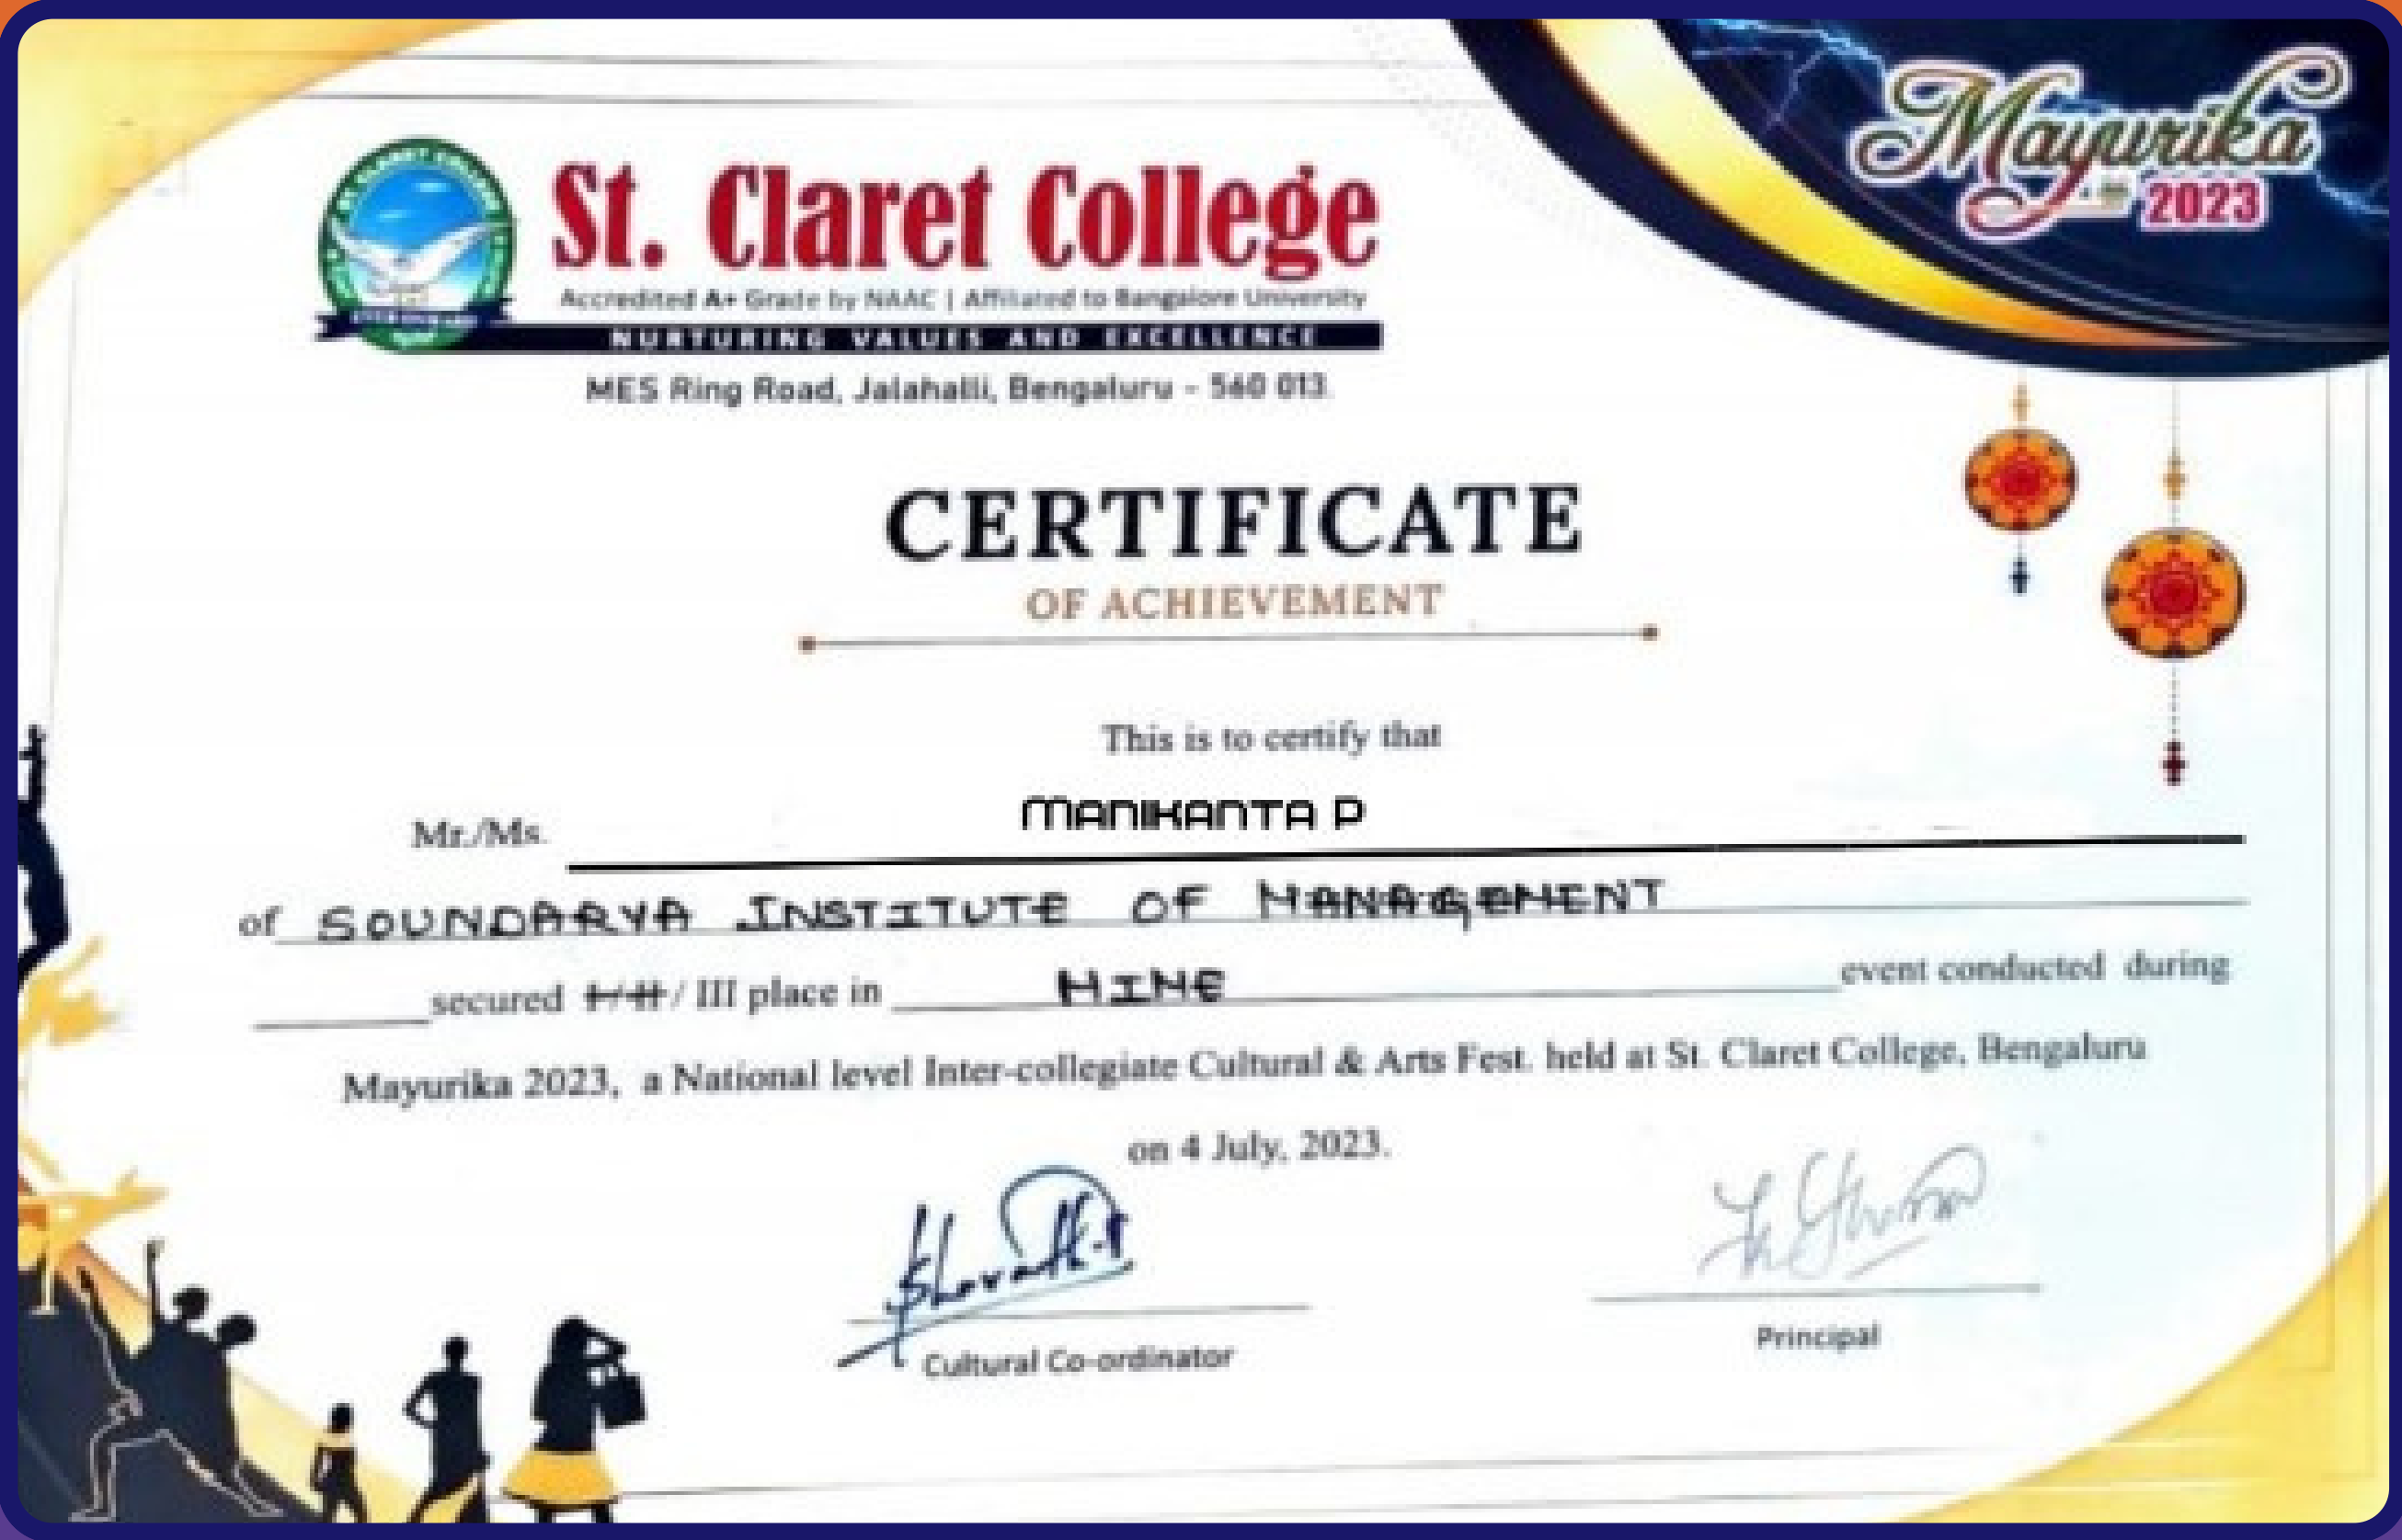 Mayurika
2023
St. Claret College
Accredited A+ Grade by NAAC | Affiliated to Bangalore University
NURTURING VALUES AND EXCELLENCE
MES Ring Road, Jalahalli, Bengaluru - 560 013.
CERTIFICATE
OF ACHIEVEMENT
This is to certify that
Mr./Ms. MANIKANTA P
of SOUNDARYA INSTITUTE OF MANAGEMENT
secured I / II / III place in MIME event conducted during
Mayurika 2023, a National level Inter-collegiate Cultural & Arts Fest. held at St. Claret College, Bengaluru
on 4 July, 2023.
Cultural Co-ordinator
Principal